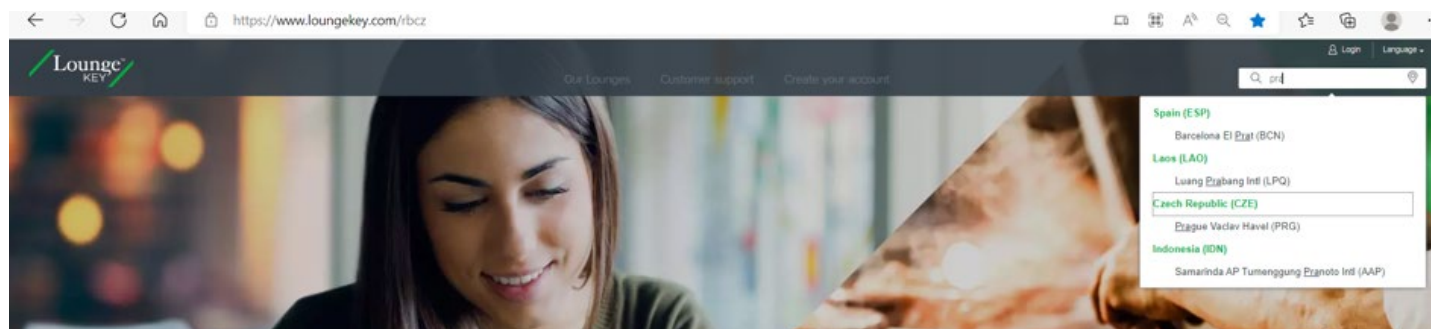 https://www.loungekey.com/rbcz
Login Language
Lounge
KEY
Our Lounges Customer support Create your account
pra
Spain (ESP)
Barcelona El Prat (BCN)
Laos (LAO)
Luang Prabang Intl (LPQ)
Czech Republic (CZE)
Prague Vaclav Havel (PRG)
Indonesia (IDN)
Samarinda AP Tumenggung Pranoto Intl (AAP)